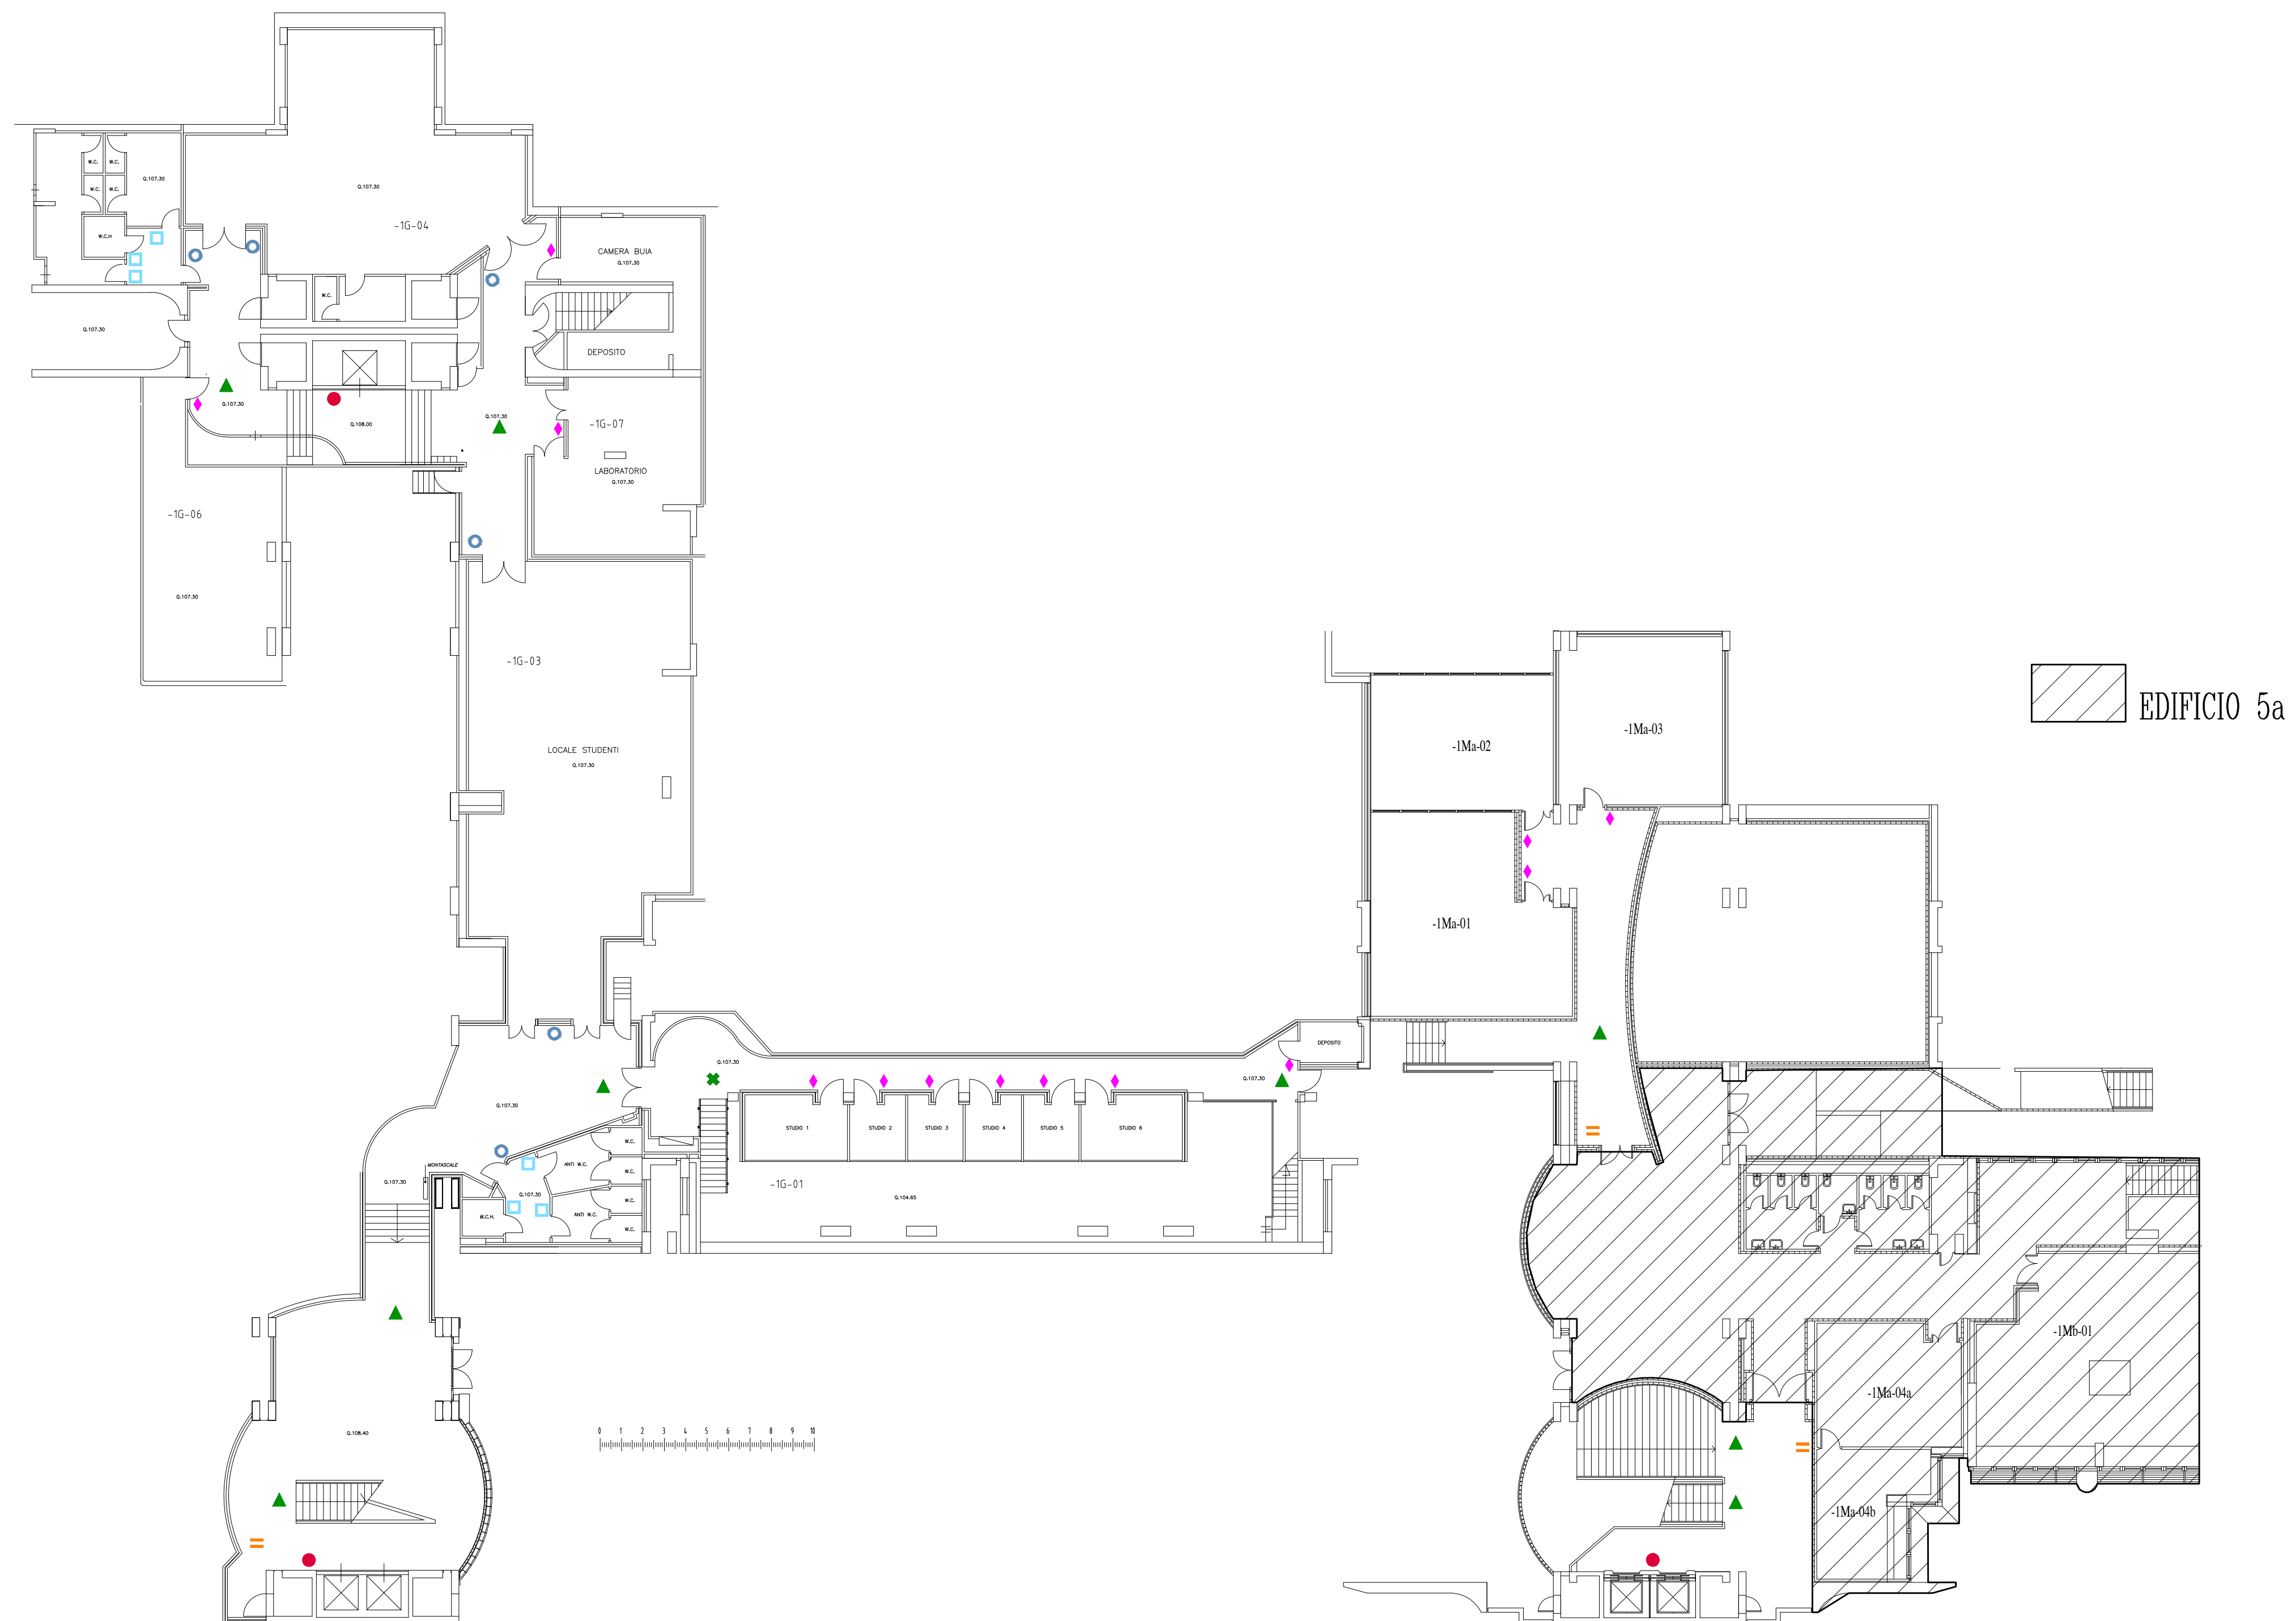 W.C.
W.C.
W.C.
W.C.
Q.107.30
W.C.H
Q.107.30
-1G-04
CAMERA BUIA
Q.107.30
W.C.
Q.107.30
DEPOSITO
Q.107.30
Q.108.00
Q.107.30
-1G-07
LABORATORIO
Q.107.30
-1G-06
Q.107.30
-1G-03
LOCALE STUDENTI
Q.107.30
EDIFICIO 5a
-1Ma-03
-1Ma-02
-1Ma-01
DEPOSITO
Q.107.30
Q.107.30
Q.107.30
STUDIO 1
STUDIO 2
STUDIO 3
STUDIO 4
STUDIO 5
STUDIO 6
W.C.
ANTI W.C.
MONTASCALE
W.C.
Q.107.30
Q.107.30
-1G-01
Q.104.65
W.C.
ANTI W.C.
W.C.H.
W.C.
-1Mb-01
-1Ma-04a
Q.108.40
0 1 2 3 4 5 6 7 8 9 10
-1Ma-04b